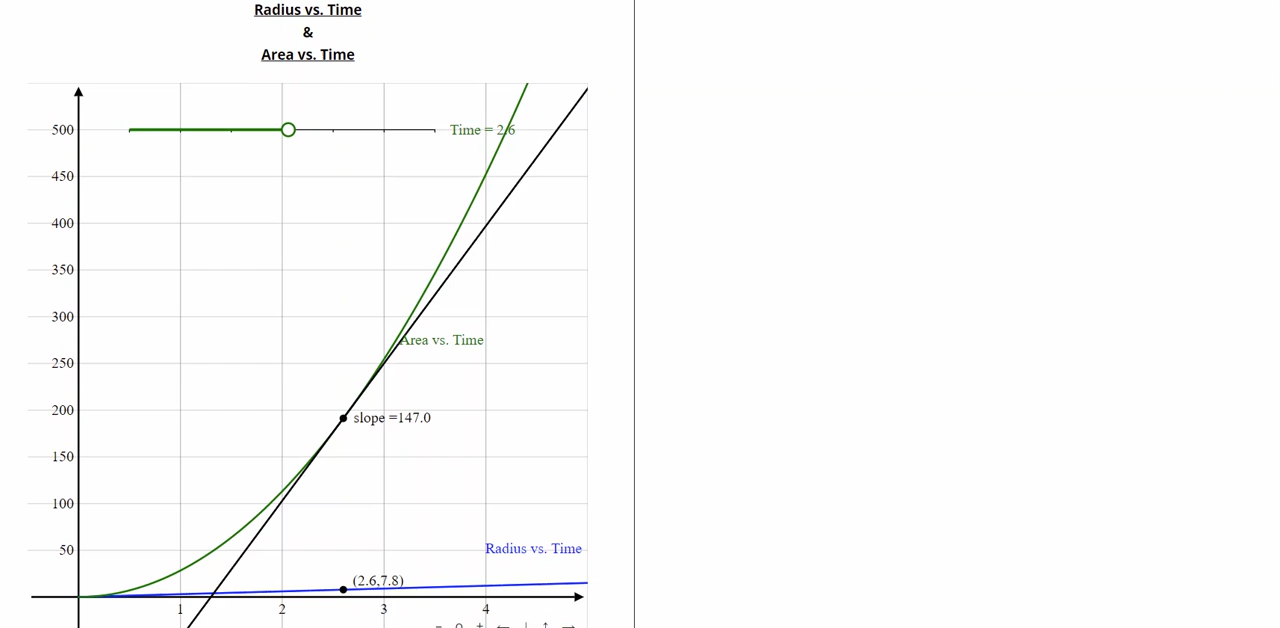 Radius vs. Time
&
Area vs. Time
500
Time = 2.6
450
400
350
300
Area vs. Time
250
200
slope =147.0
150
100
50
Radius vs. Time
(2.6,7.8)
1 2 3 4
− o + ← ↓ ↑ →